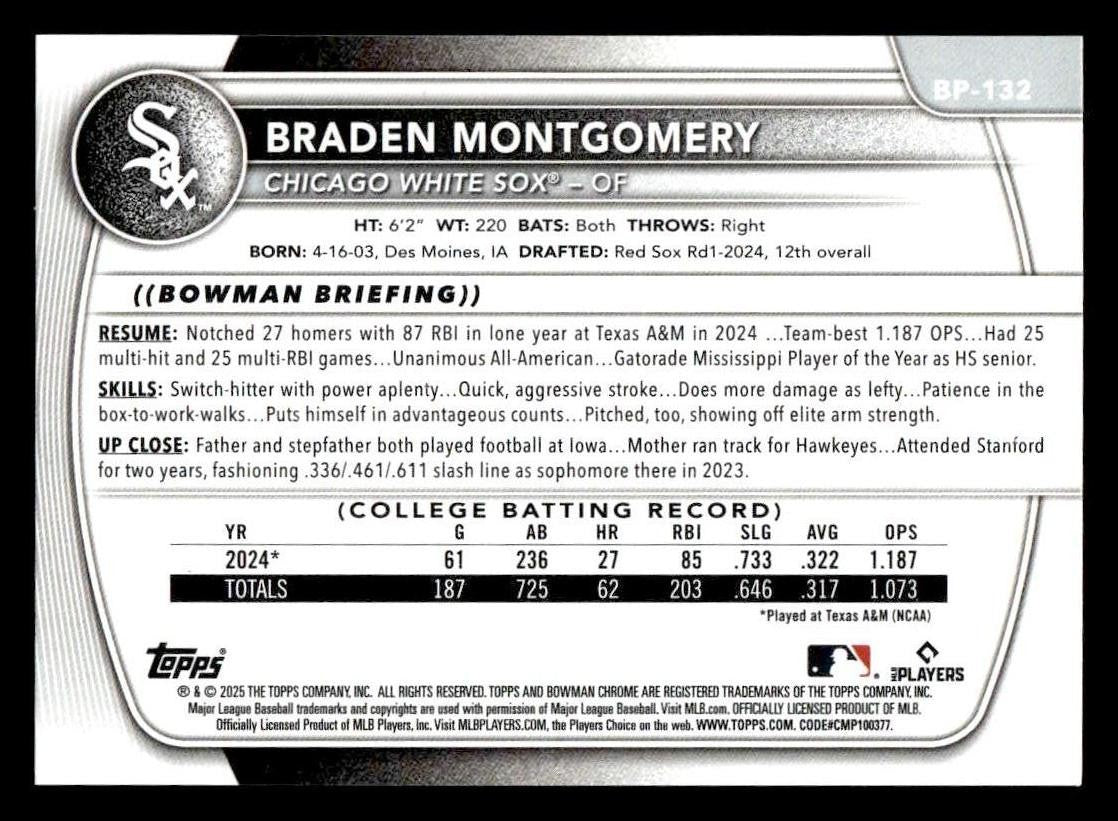 BP-132
Sox™
BRADEN MONTGOMERY
CHICAGO WHITE SOX® – OF
HT: 6'2" WT: 220 BATS: Both THROWS: Right
BORN: 4-16-03, Des Moines, IA DRAFTED: Red Sox Rd1-2024, 12th overall
((BOWMAN BRIEFING))
RESUME: Notched 27 homers with 87 RBI in lone year at Texas A&M in 2024 ...Team-best 1.187 OPS...Had 25
multi-hit and 25 multi-RBI games...Unanimous All-American...Gatorade Mississippi Player of the Year as HS senior.
SKILLS: Switch-hitter with power aplenty...Quick, aggressive stroke...Does more damage as lefty...Patience in the
box-to-work-walks...Puts himself in advantageous counts...Pitched, too, showing off elite arm strength.
UP CLOSE: Father and stepfather both played football at Iowa...Mother ran track for Hawkeyes...Attended Stanford
for two years, fashioning .336/.461/.611 slash line as sophomore there in 2023.
(COLLEGE BATTING RECORD)
YR G AB HR RBI SLG AVG OPS
2024* 61 236 27 85 .733 .322 1.187
TOTALS 187 725 62 203 .646 .317 1.073
*Played at Texas A&M (NCAA)
Topps®
MLB PLAYERS
® & © 2025 THE TOPPS COMPANY, INC. ALL RIGHTS RESERVED. TOPPS AND BOWMAN CHROME ARE REGISTERED TRADEMARKS OF THE TOPPS COMPANY, INC.
Major League Baseball trademarks and copyrights are used with permission of Major League Baseball. Visit MLB.com. OFFICIALLY LICENSED PRODUCT OF MLB.
Officially Licensed Product of MLB Players, Inc. Visit MLBPLAYERS.COM, the Players Choice on the web. WWW.TOPPS.COM. CODE#CMP100377.